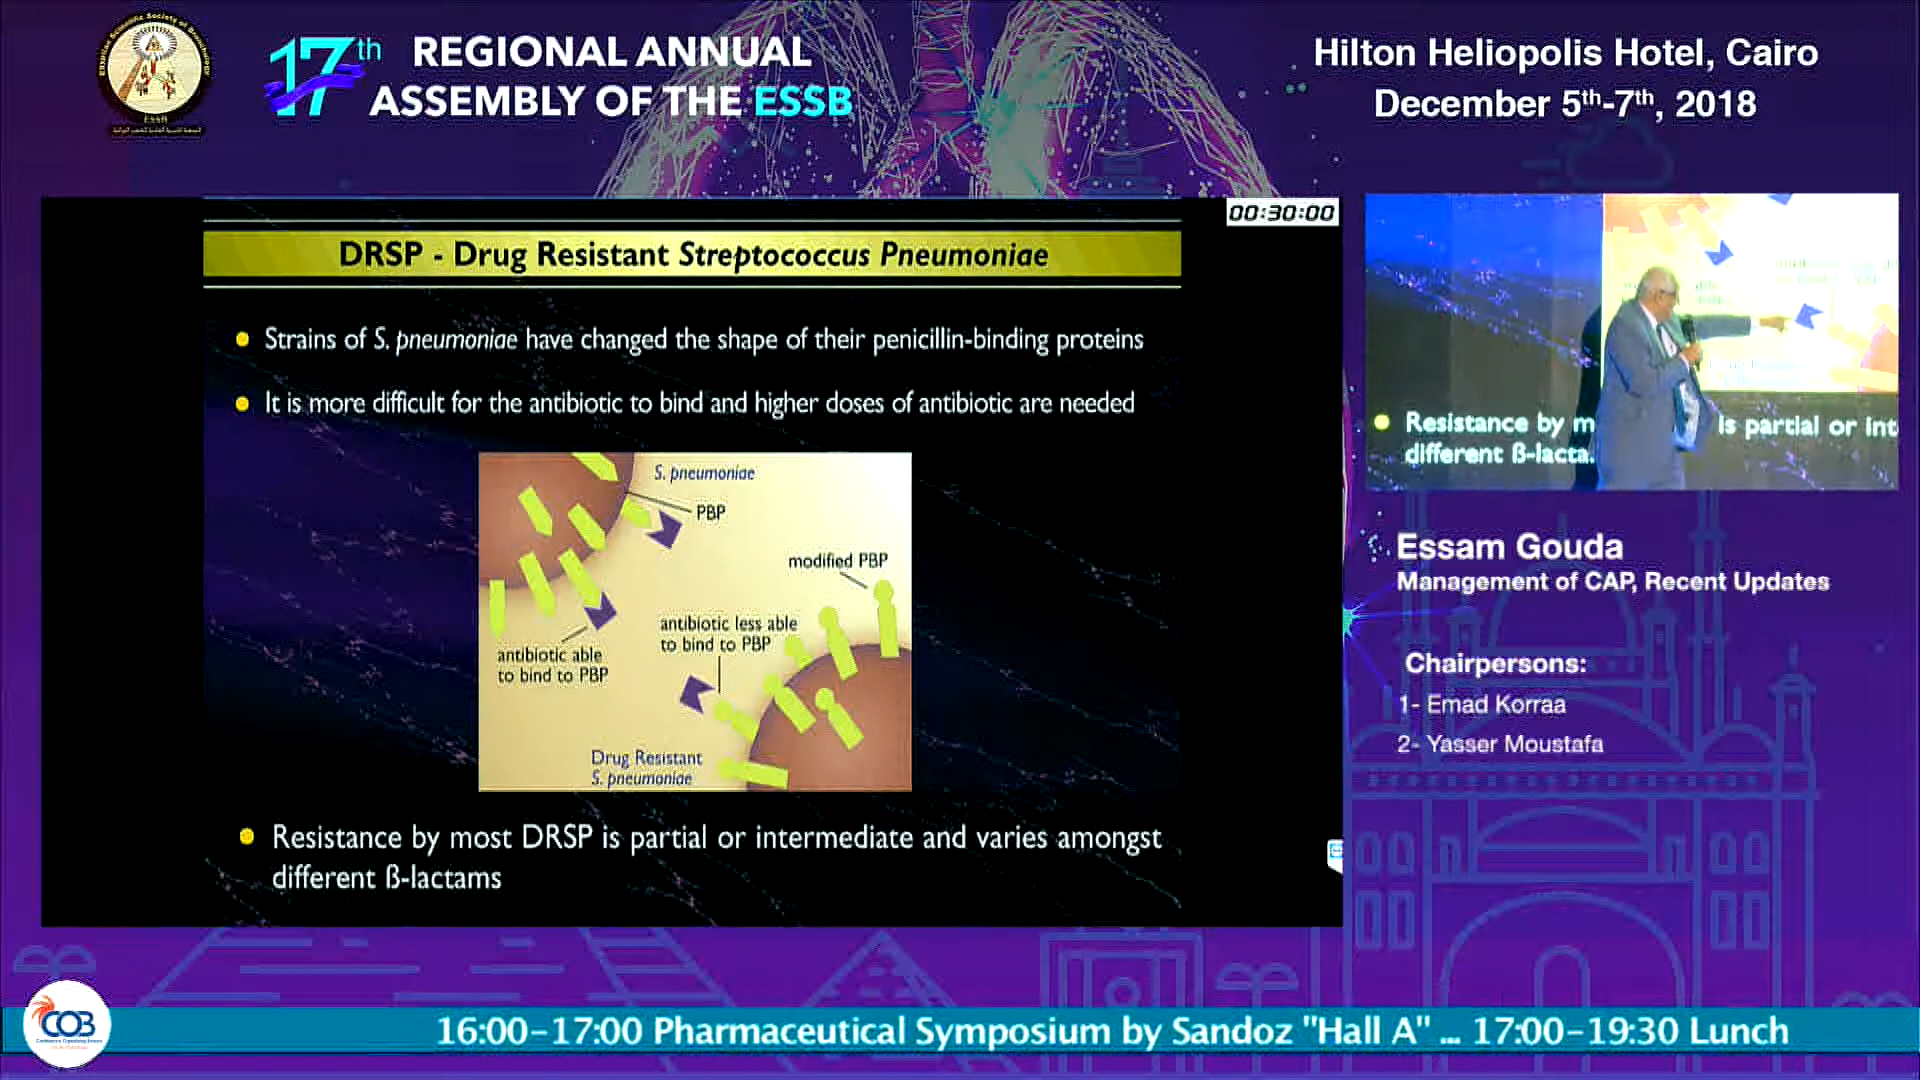 17th REGIONAL ANNUAL
ASSEMBLY OF THE ESSB
Hilton Heliopolis Hotel, Cairo
December 5th-7th, 2018
Egyptian Scientific Society of Bronchology
ESSB
00:30:00
DRSP - Drug Resistant Streptococcus Pneumoniae
Strains of S. pneumoniae have changed the shape of their penicillin-binding proteins
It is more difficult for the antibiotic to bind and higher doses of antibiotic are needed
S. pneumoniae
PBP
modified PBP
antibiotic less able
to bind to PBP
antibiotic able
to bind to PBP
Drug Resistant
S. pneumoniae
Resistance by most DRSP is partial or intermediate and varies amongst
different ß-lactams
Resistance by m is partial or int
different ß-lacta
Essam Gouda
Management of CAP, Recent Updates
Chairpersons:
1- Emad Korraa
2- Yasser Moustafa
COB
16:00-17:00 Pharmaceutical Symposium by Sandoz "Hall A" ... 17:00-19:30 Lunch